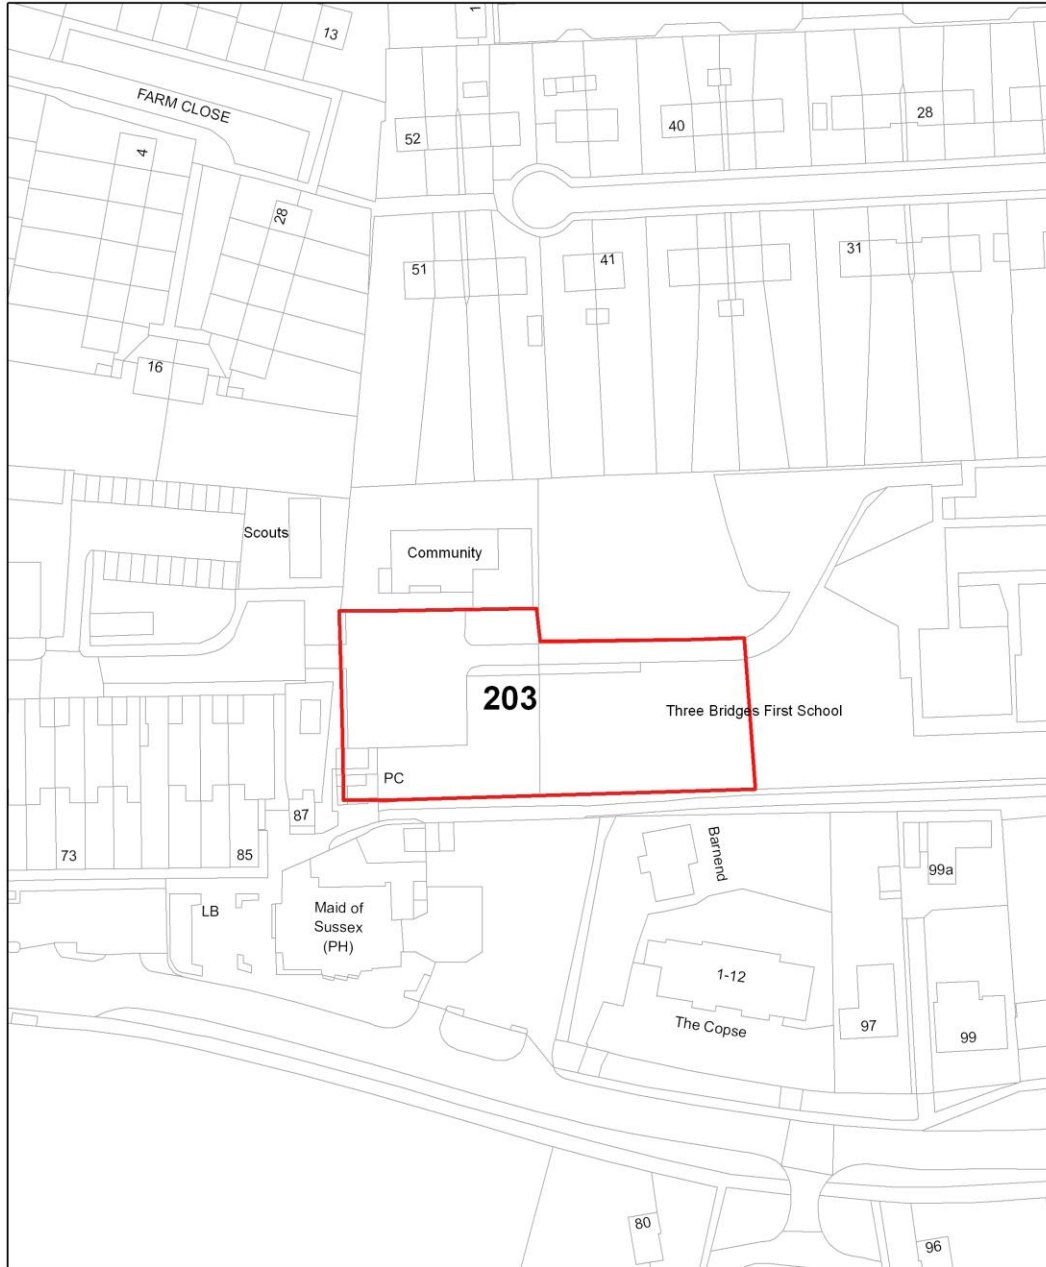 13
1
FARM CLOSE
4
28
52
40
28
51
41
31
16
Scouts
Community
203
Three Bridges First School
PC
87
73
85
LB
Maid of
Sussex
(PH)
Barnend
99a
1-12
The Copse
97
99
80
96